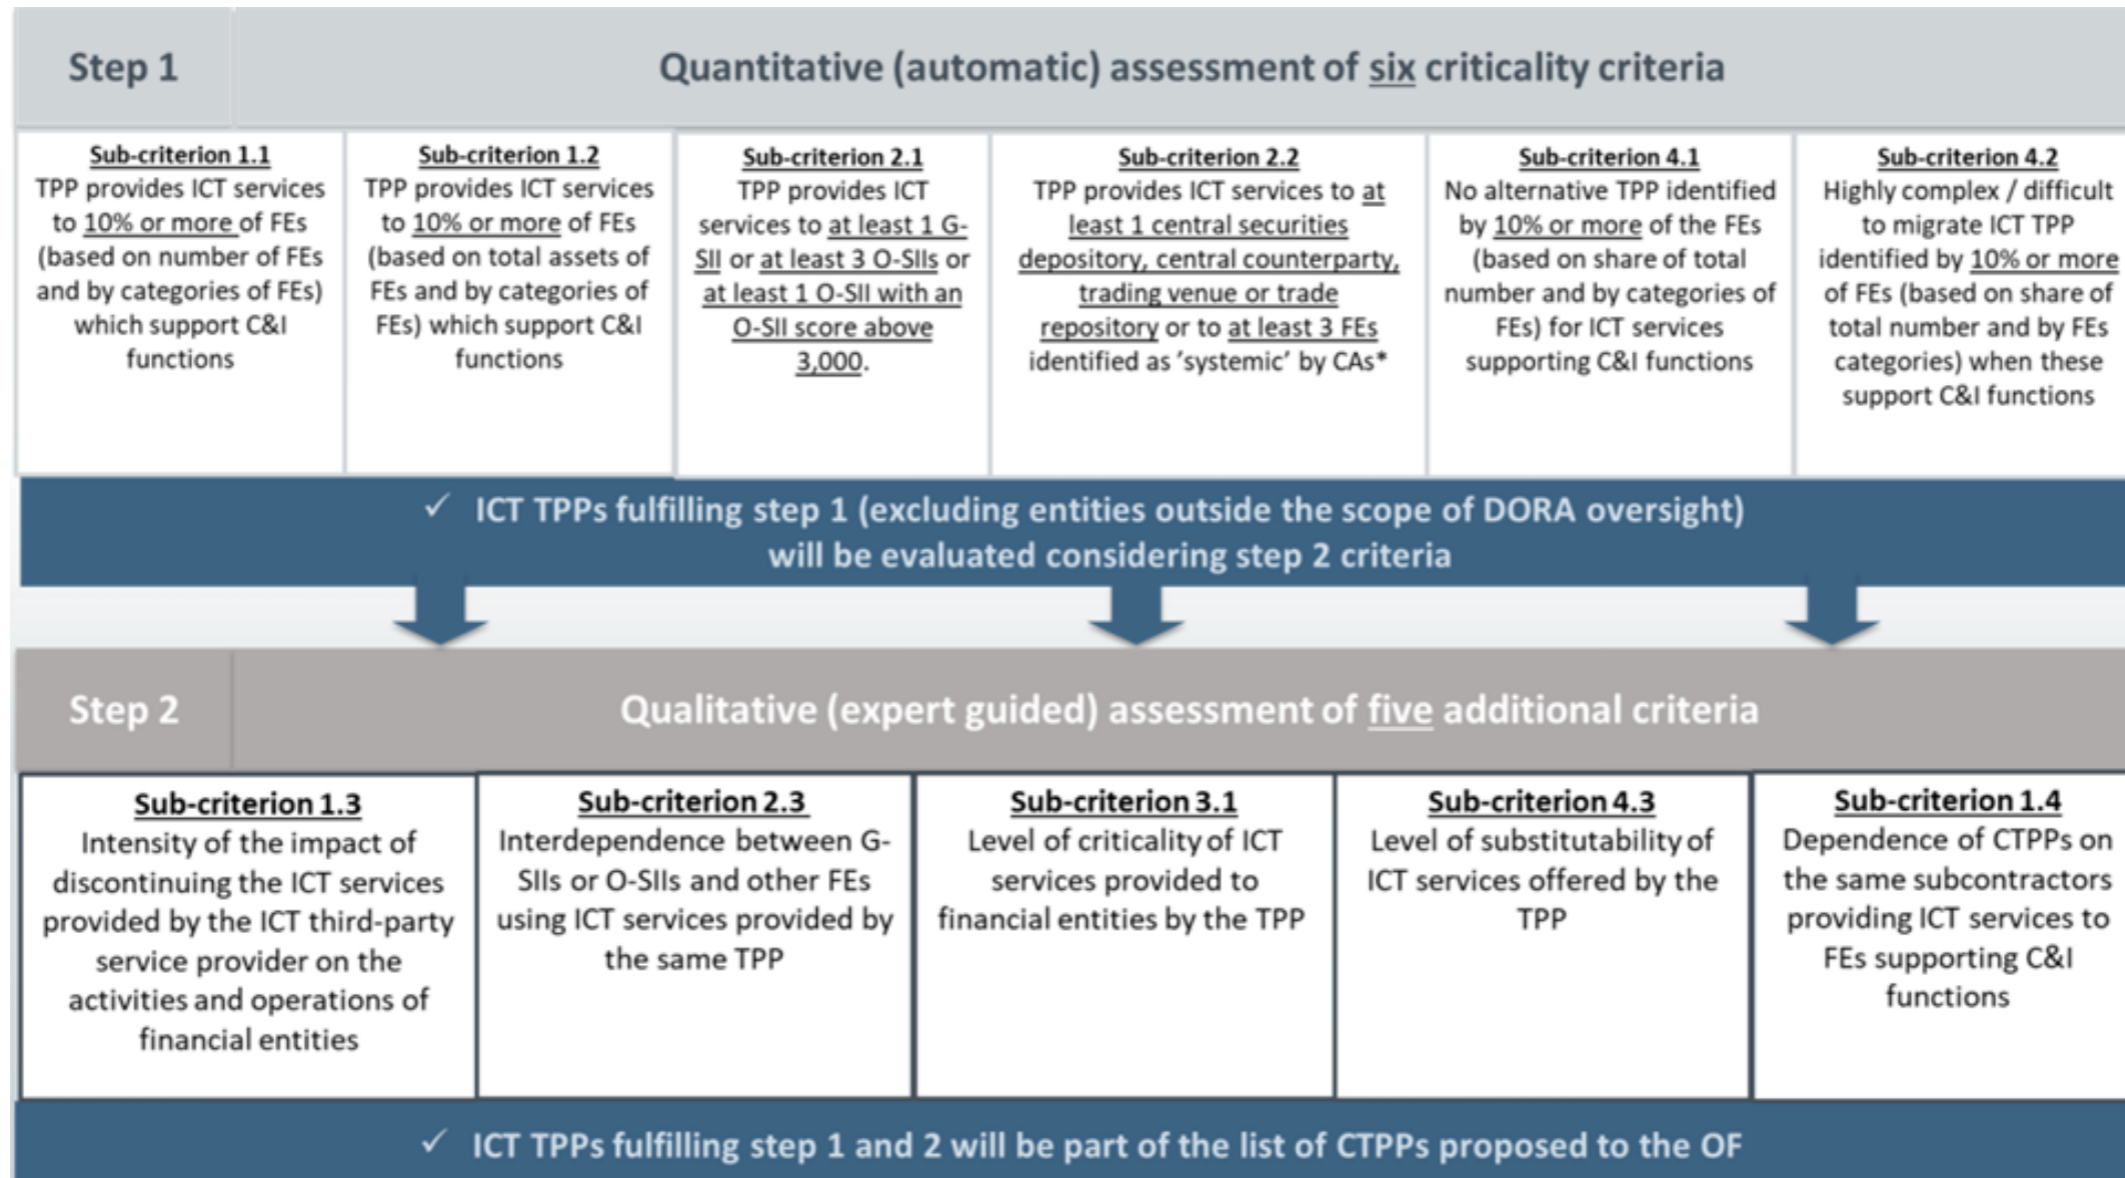 Step 1
Quantitative (automatic) assessment of six criticality criteria
Sub-criterion 1.1
TPP provides ICT services
to 10% or more of FEs
(based on number of FEs
and by categories of FEs)
which support C&I
functions
Sub-criterion 1.2
TPP provides ICT services
to 10% or more of FEs
(based on total assets of
FEs and by categories of
FEs) which support C&I
functions
Sub-criterion 2.1
TPP provides ICT
services to at least 1 G-
SII or at least 3 O-SIIs or
at least 1 O-SII with an
O-SII score above
3,000.
Sub-criterion 2.2
TPP provides ICT services to at
least 1 central securities
depository, central counterparty,
trading venue or trade
repository or to at least 3 FEs
identified as 'systemic' by CAs*
Sub-criterion 4.1
No alternative TPP identified
by 10% or more of the FEs
(based on share of total
number and by categories of
FEs) for ICT services
supporting C&I functions
Sub-criterion 4.2
Highly complex / difficult
to migrate ICT TPP
identified by 10% or more
of FEs (based on share of
total number and by FEs
categories) when these
support C&I functions
✓ ICT TPPs fulfilling step 1 (excluding entities outside the scope of DORA oversight)
will be evaluated considering step 2 criteria
Step 2
Qualitative (expert guided) assessment of five additional criteria
Sub-criterion 1.3
Intensity of the impact of
discontinuing the ICT services
provided by the ICT third-party
service provider on the
activities and operations of
financial entities
Sub-criterion 2.3
Interdependence between G-
SIIs or O-SIIs and other FEs
using ICT services provided by
the same TPP
Sub-criterion 3.1
Level of criticality of ICT
services provided to
financial entities by the TPP
Sub-criterion 4.3
Level of substitutability of
ICT services offered by the
TPP
Sub-criterion 1.4
Dependence of CTPPs on
the same subcontractors
providing ICT services to
FEs supporting C&I
functions
✓ ICT TPPs fulfilling step 1 and 2 will be part of the list of CTPPs proposed to the OF